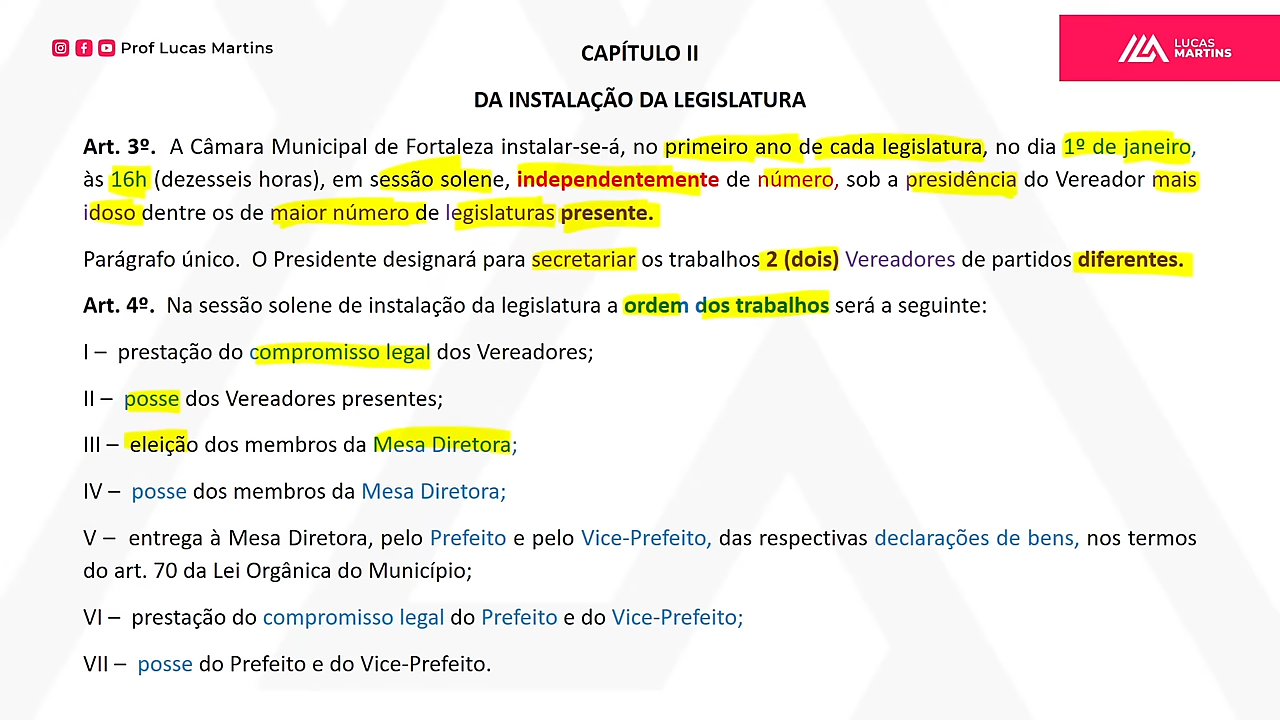 Prof Lucas Martins
LUCAS
MARTINS
CAPÍTULO II
DA INSTALAÇÃO DA LEGISLATURA
Art. 3º. A Câmara Municipal de Fortaleza instalar-se-á, no primeiro ano de cada legislatura, no dia 1º de janeiro,
às 16h (dezesseis horas), em sessão solene, independentemente de número, sob a presidência do Vereador mais
idoso dentre os de maior número de legislaturas presente.
Parágrafo único. O Presidente designará para secretariar os trabalhos 2 (dois) Vereadores de partidos diferentes.
Art. 4º. Na sessão solene de instalação da legislatura a ordem dos trabalhos será a seguinte:
I – prestação do compromisso legal dos Vereadores;
II – posse dos Vereadores presentes;
III – eleição dos membros da Mesa Diretora;
IV – posse dos membros da Mesa Diretora;
V – entrega à Mesa Diretora, pelo Prefeito e pelo Vice-Prefeito, das respectivas declarações de bens, nos termos
do art. 70 da Lei Orgânica do Município;
VI – prestação do compromisso legal do Prefeito e do Vice-Prefeito;
VII – posse do Prefeito e do Vice-Prefeito.